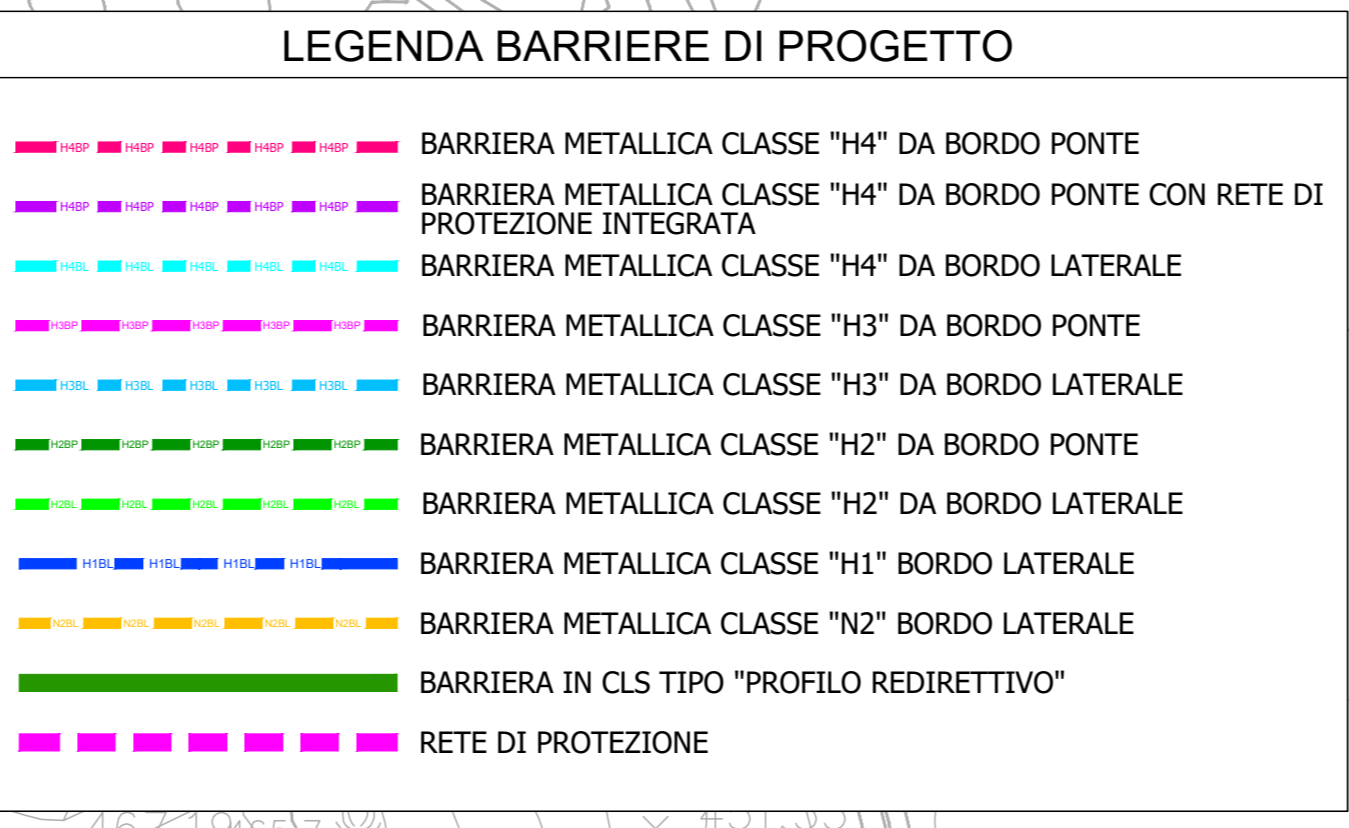 LEGENDA BARRIERE DI PROGETTO
H4BP H4BP H4BP H4BP H4BP BARRIERA METALLICA CLASSE "H4" DA BORDO PONTE
H4BP H4BP H4BP H4BP H4BP BARRIERA METALLICA CLASSE "H4" DA BORDO PONTE CON RETE DI
PROTEZIONE INTEGRATA
H4BL H4BL H4BL H4BL H4BL BARRIERA METALLICA CLASSE "H4" DA BORDO LATERALE
H3BP H3BP H3BP H3BP H3BP BARRIERA METALLICA CLASSE "H3" DA BORDO PONTE
H3BL H3BL H3BL H3BL H3BL BARRIERA METALLICA CLASSE "H3" DA BORDO LATERALE
H2BP H2BP H2BP H2BP H2BP BARRIERA METALLICA CLASSE "H2" DA BORDO PONTE
H2BL H2BL H2BL H2BL H2BL BARRIERA METALLICA CLASSE "H2" DA BORDO LATERALE
H1BL H1BL H1BL H1BL BARRIERA METALLICA CLASSE "H1" BORDO LATERALE
N2BL N2BL N2BL N2BL N2BL BARRIERA METALLICA CLASSE "N2" BORDO LATERALE
BARRIERA IN CLS TIPO "PROFILO REDIRETTIVO"
RETE DI PROTEZIONE